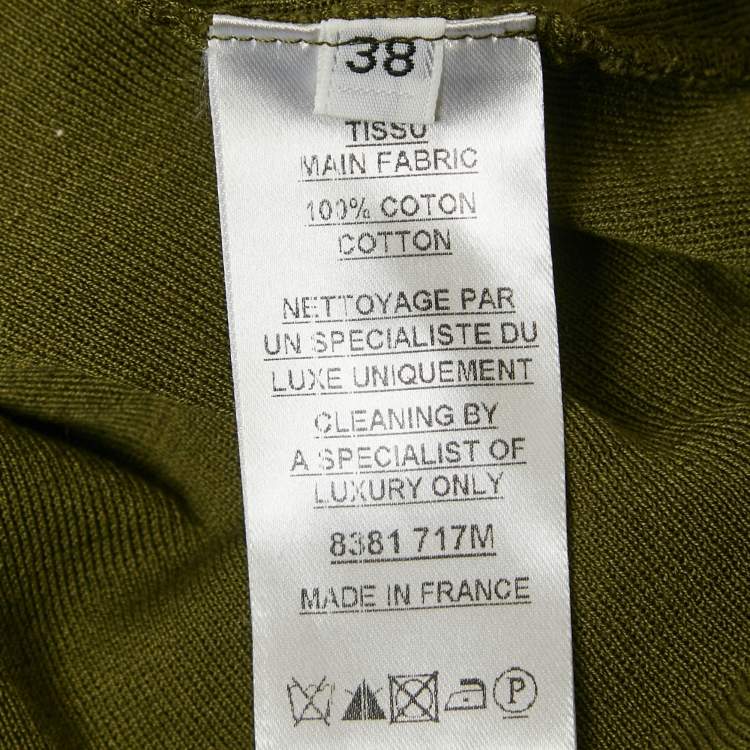 38
TISSU
MAIN FABRIC
100% COTON
COTTON
NETTOYAGE PAR
UN SPECIALISTE DU
LUXE UNIQUEMENT
CLEANING BY
A SPECIALIST OF
LUXURY ONLY
8381 717M
MADE IN FRANCE
P